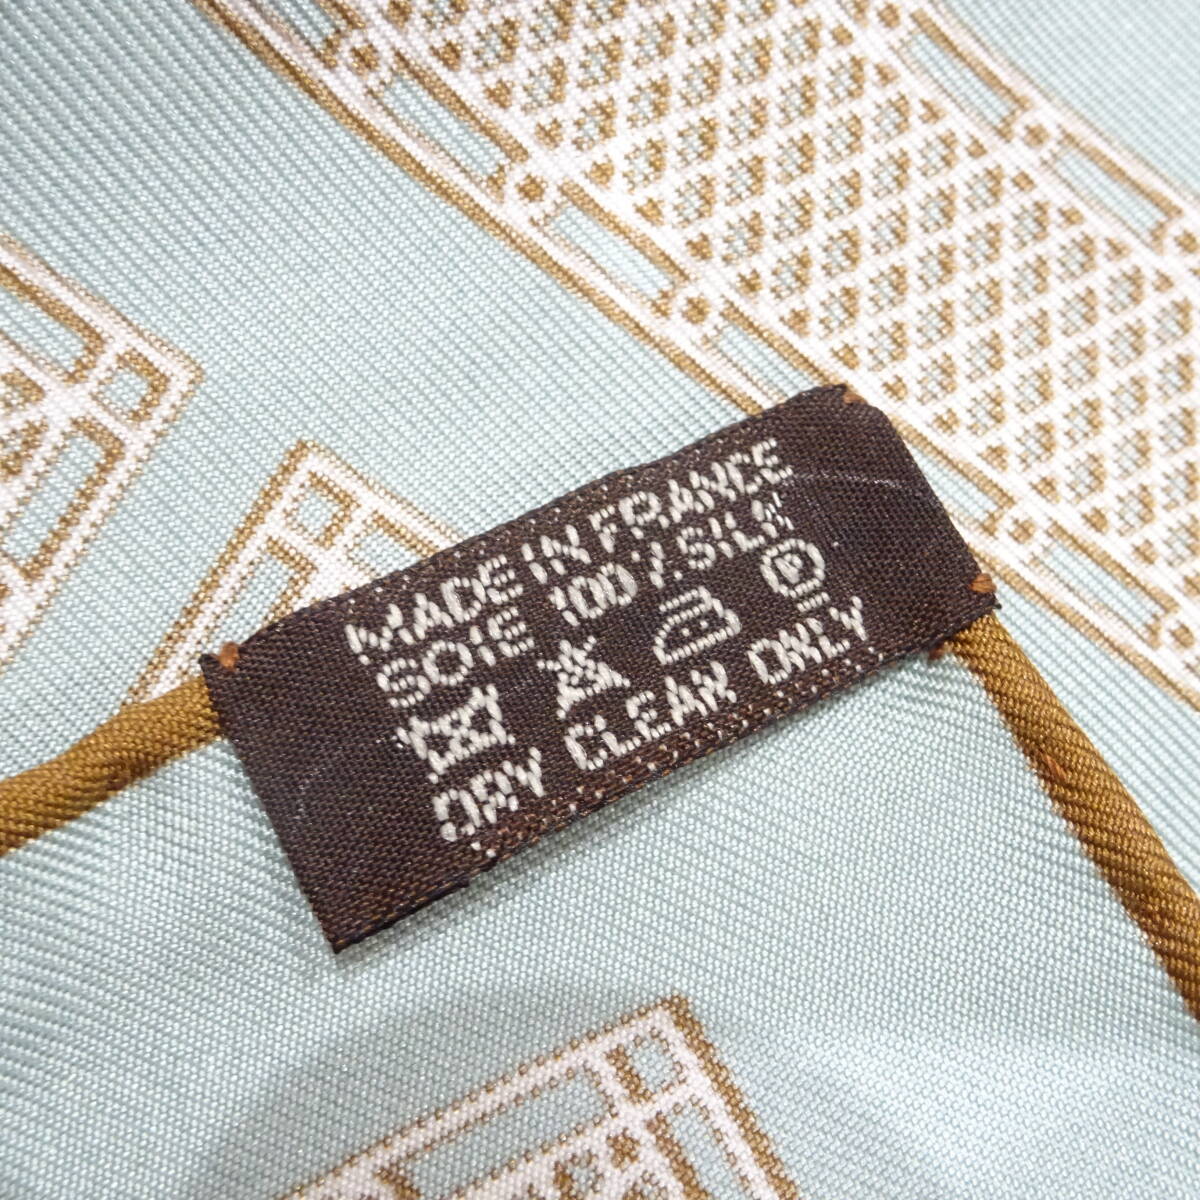 MADE IN FRANCE
SOIE 100 % SILK
P
DRY CLEAN ONLY